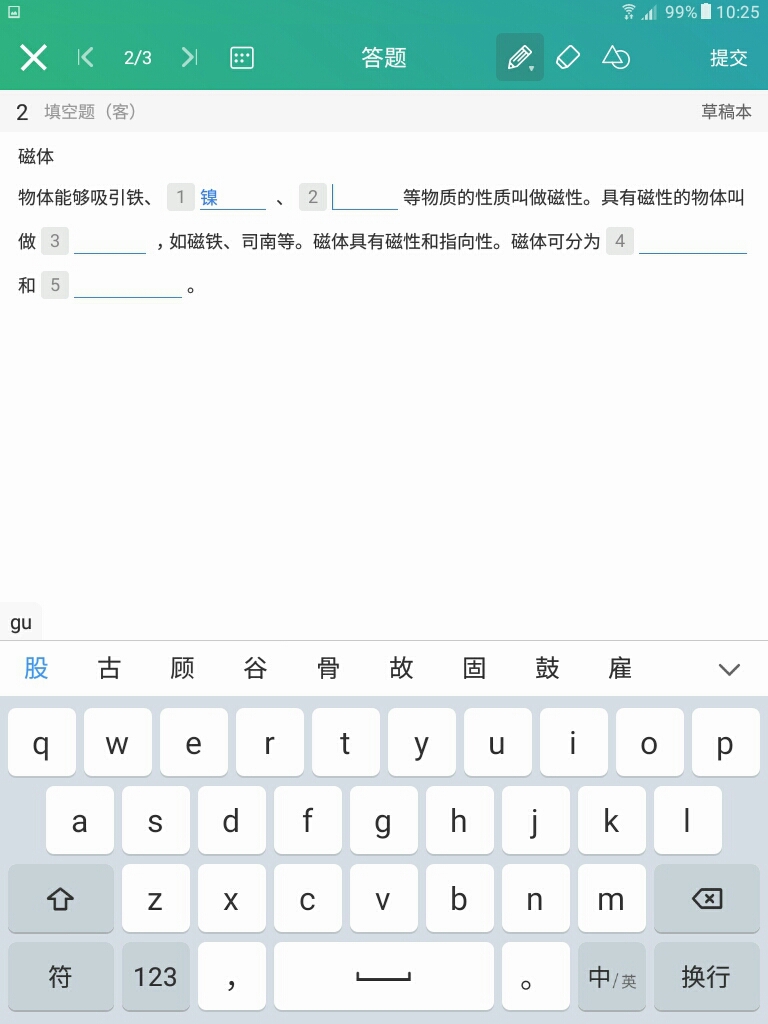 99% 10:25
2/3 答题 提交
2 填空题（客） 草稿本
磁体
物体能够吸引铁、 1 镍 、 2 等物质的性质叫做磁性。具有磁性的物体叫
做 3 ，如磁铁、司南等。磁体具有磁性和指向性。磁体可分为 4
和 5 。
gu
股 古 顾 谷 骨 故 固 鼓 雇
q w e r t y u i o p
a s d f g h j k l
z x c v b n m
符 123 ， 。 中/英 换行